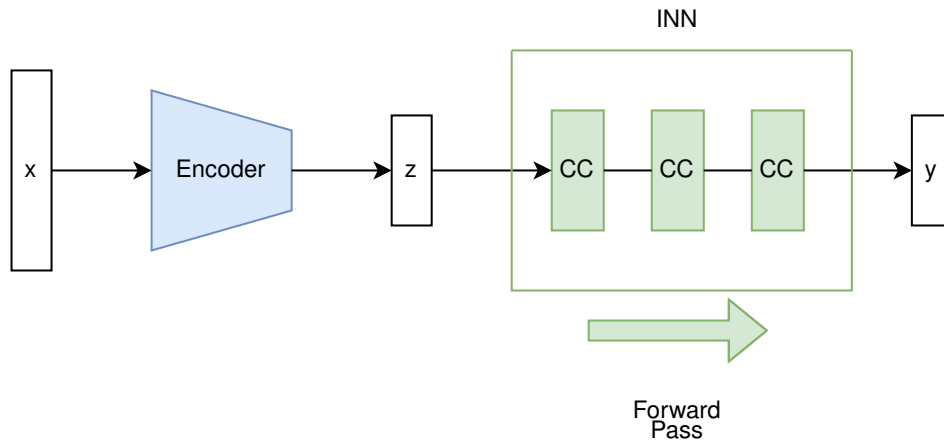 INN
x
Encoder
z
CC
CC
CC
y
Forward
Pass